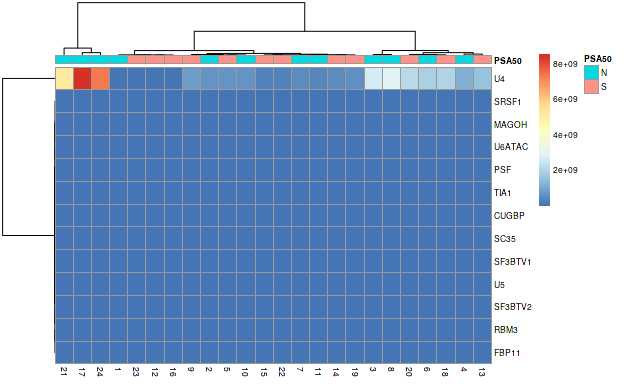 PSA50
PSA50
N
S
8e+09
6e+09
4e+09
2e+09
U4
SRSF1
MAGOH
U6ATAC
PSF
TIA1
CUGBP
SC35
SF3BTV1
U5
SF3BTV2
RBM3
FBP11
21 17 24 1 23 12 16 9 2 5 10 15 22 7 11 14 19 3 8 20 6 18 4 13